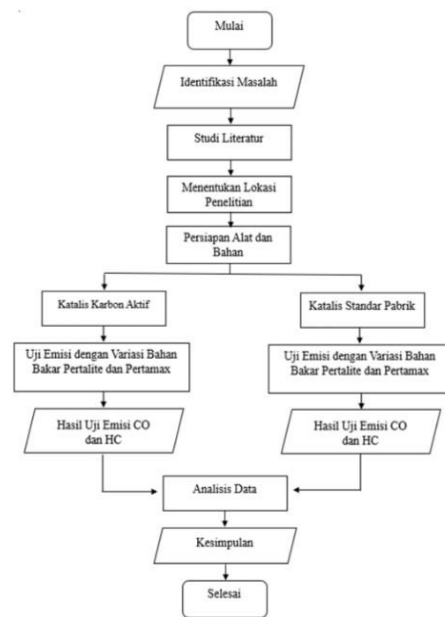 Mulai
Identifikasi Masalah
Studi Literatur
Menentukan Lokasi
Penelitian
Persiapan Alat dan
Bahan
Katalis Karbon Aktif
Uji Emisi dengan Variasi Bahan
Bakar Pertalite dan Pertamax
Hasil Uji Emisi CO
dan HC
Katalis Standar Pabrik
Uji Emisi dengan Variasi Bahan
Bakar Pertalite dan Pertamax
Hasil Uji Emisi CO
dan HC
Analisis Data
Kesimpulan
Selesai